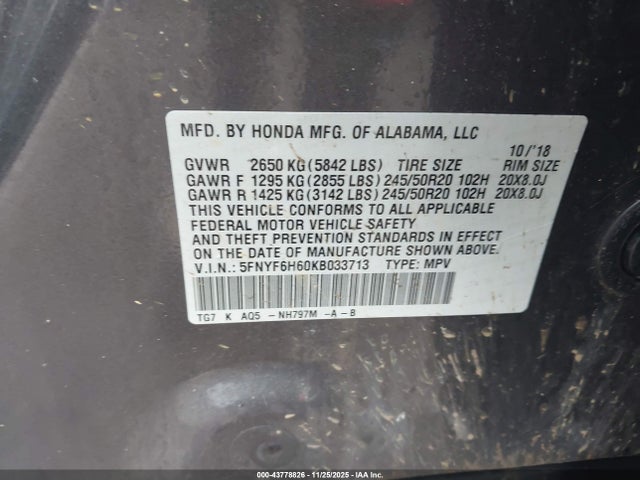 MFD. BY HONDA MFG. OF ALABAMA, LLC
10/'18
GVWR 2650 KG (5842 LBS) TIRE SIZE RIM SIZE
GAWR F 1295 KG (2855 LBS) 245/50R20 102H 20X8.0J
GAWR R 1425 KG (3142 LBS) 245/50R20 102H 20X8.0J
THIS VEHICLE CONFORMS TO ALL APPLICABLE
FEDERAL MOTOR VEHICLE SAFETY
AND THEFT PREVENTION STANDARDS IN EFFECT
ON THE DATE OF MANUFACTURE SHOWN ABOVE.
V.I.N.: 5FNYF6H60KB033713 TYPE: MPV
TG7 K AQ5 -NH797M -A -B
000-43778826 - 11/25/2025 - IAA Inc.